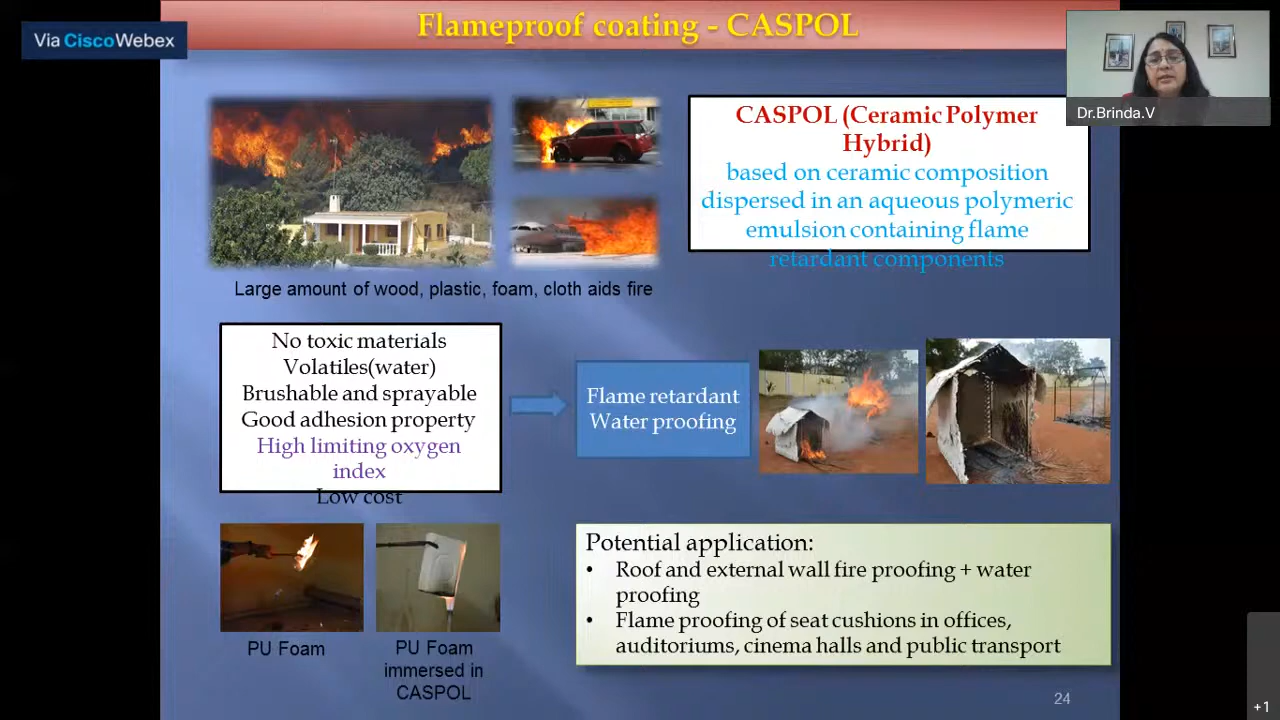 Flameproof coating - CASPOL
Via CiscoWebex
Dr.Brinda.V
CASPOL (Ceramic Polymer
Hybrid)
based on ceramic composition
dispersed in an aqueous polymeric
emulsion containing flame
retardant components
Large amount of wood, plastic, foam, cloth aids fire
No toxic materials
Volatiles(water)
Brushable and sprayable
Good adhesion property
High limiting oxygen
index
Low cost
Flame retardant
Water proofing
PU Foam
PU Foam
immersed in
CASPOL
Potential application:
• Roof and external wall fire proofing + water
proofing
• Flame proofing of seat cushions in offices,
auditoriums, cinema halls and public transport
24
+1